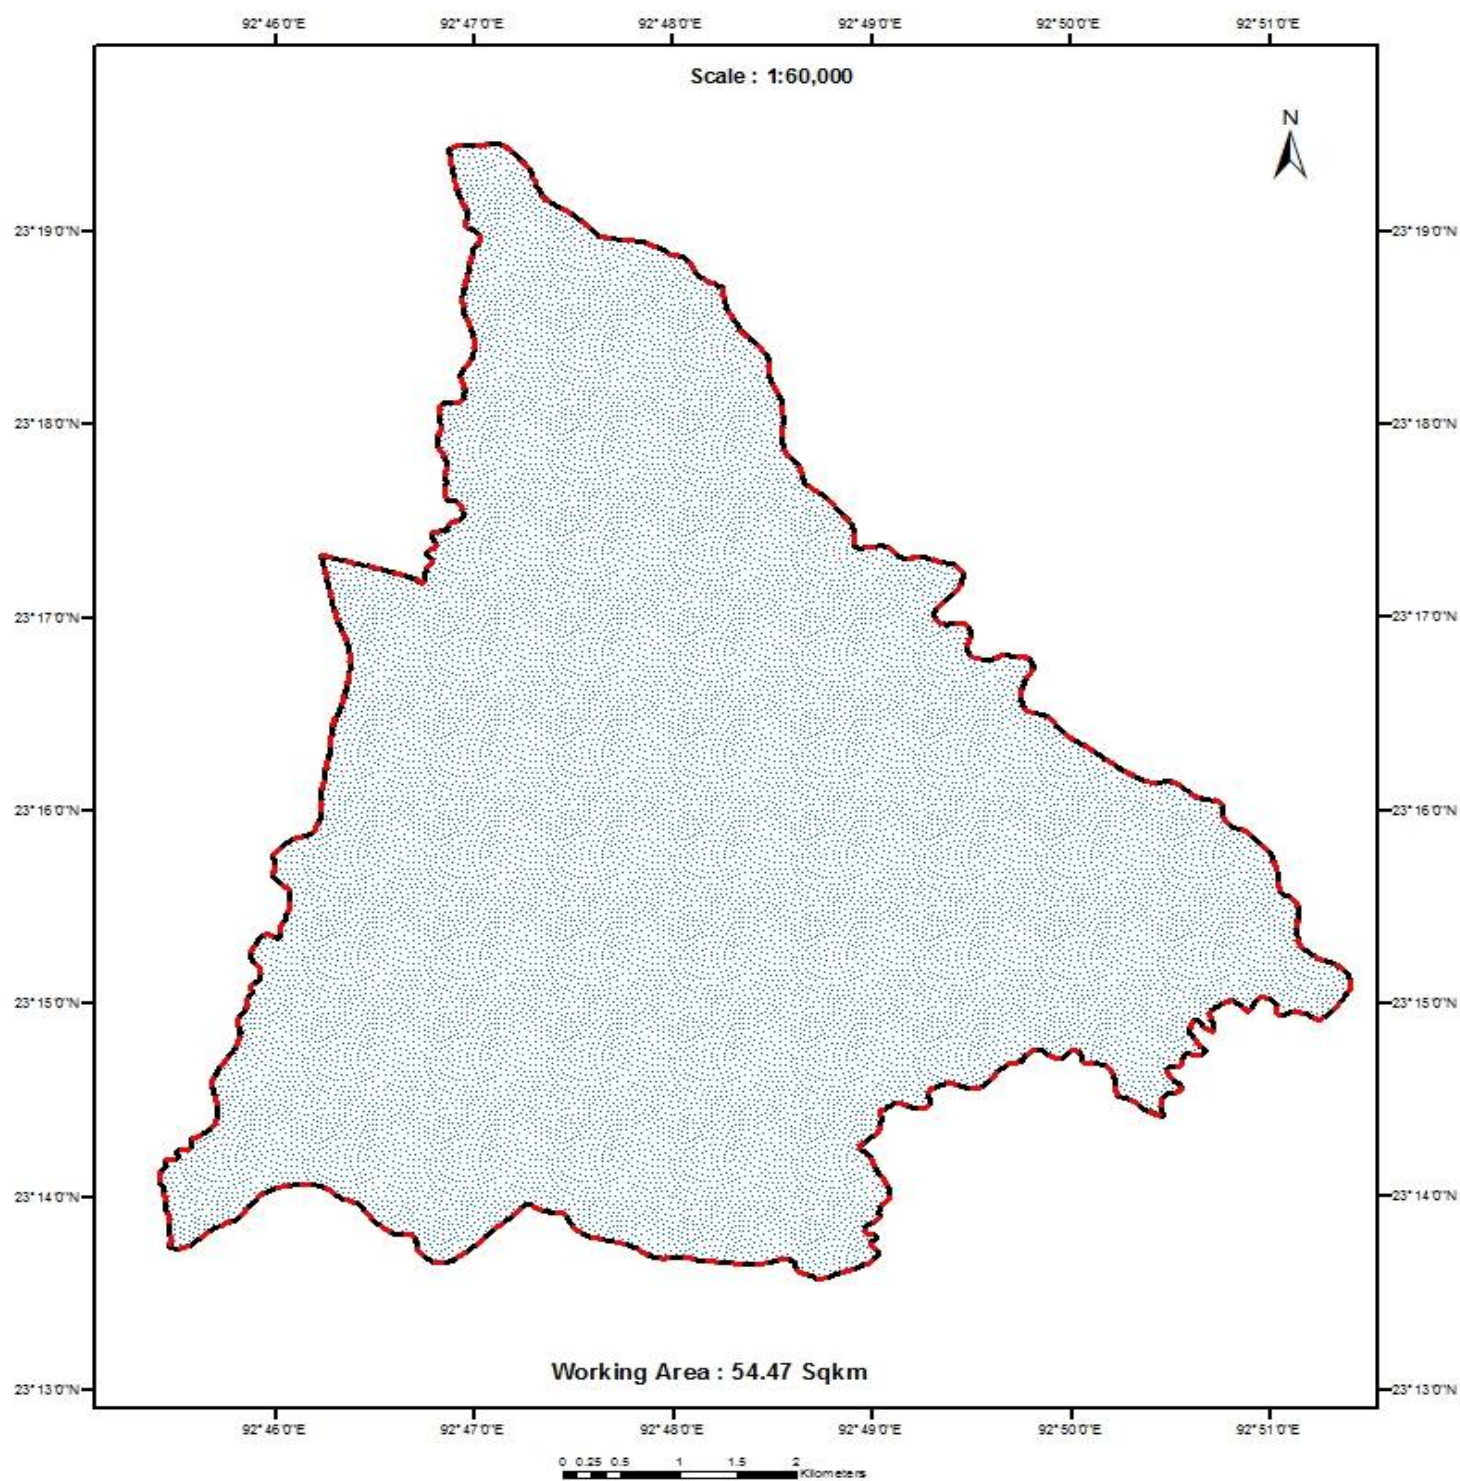 92°46'0"E 92°47'0"E 92°48'0"E 92°49'0"E 92°50'0"E 92°51'0"E
Scale : 1:60,000
N
23°19'0"N 23°19'0"N
23°18'0"N 23°18'0"N
23°17'0"N 23°17'0"N
23°16'0"N 23°16'0"N
23°15'0"N 23°15'0"N
23°14'0"N 23°14'0"N
Working Area : 54.47 Sqkm
23°13'0"N 23°13'0"N
92°46'0"E 92°47'0"E 92°48'0"E 92°49'0"E 92°50'0"E 92°51'0"E
0 0.25 0.5 1 1.5 2
Kilometers